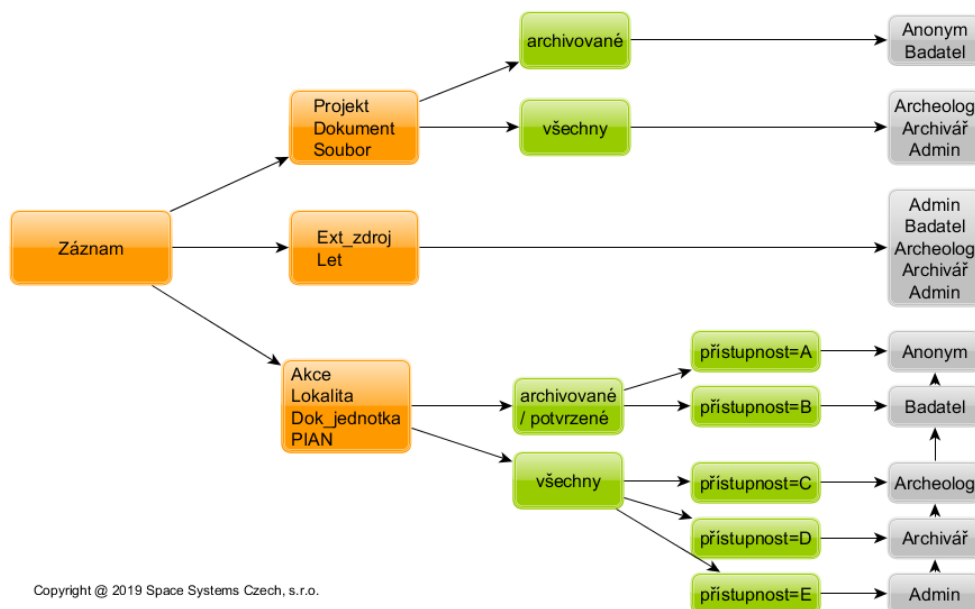 archivované
Anonym
Badatel
Projekt
Dokument
Soubor
všechny
Archeolog
Archivář
Admin
Záznam
Ext_zdroj
Let
Admin
Badatel
Archeolog
Archivář
Admin
Akce
Lokalita
Dok_jednotka
PIAN
archivované
/ potvrzené
přístupnost=A
Anonym
přístupnost=B
Badatel
všechny
přístupnost=C
Archeolog
přístupnost=D
Archivář
přístupnost=E
Admin
Copyright @ 2019 Space Systems Czech, s.r.o.